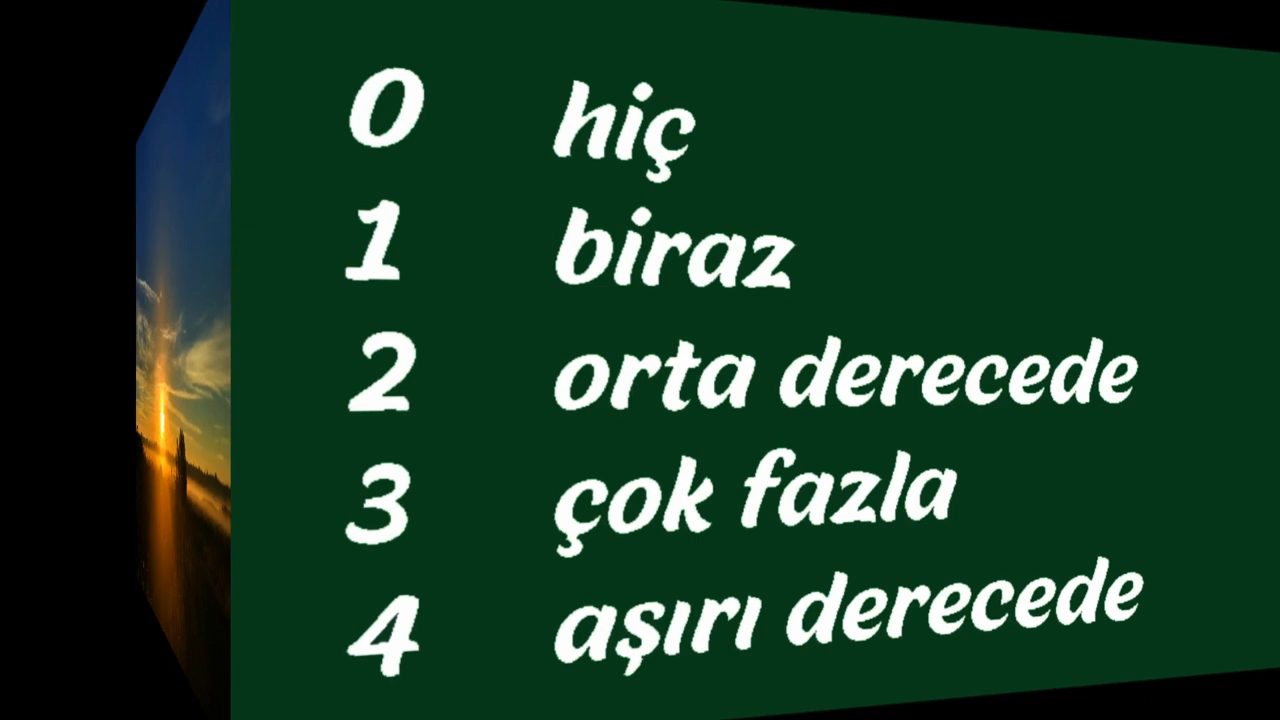 0 hiç
1 biraz
2 orta derecede
3 çok fazla
4 aşırı derecede